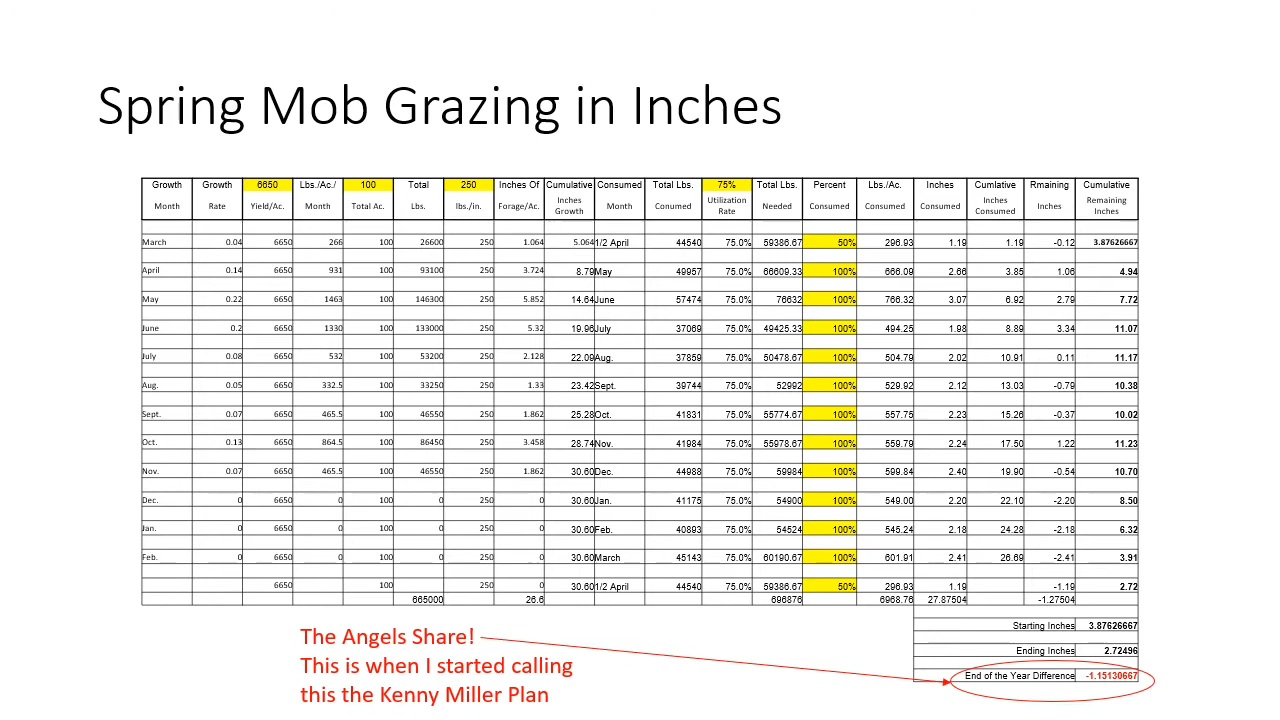 Spring Mob Grazing in Inches
Growth Growth 6650 Lbs./Ac./ 100 Total 250 Inches Of Cumulative Consumed Total Lbs. 75% Total Lbs. Percent Lbs./Ac. Inches Cumlative Rmaining Cumulative
Month Rate Yield/Ac. Month Total Ac. Lbs. lbs./in. Forage/Ac. Inches Growth Month Conumed Utilization Rate Needed Consumed Consumed Consumed Inches Consumed Inches Remaining Inches
March 0.04 6650 266 100 26600 250 1.064 5.064 1/2 April 44540 75.0% 59386.67 50% 296.93 1.19 1.19 -0.12 3.87626667
April 0.14 6650 931 100 93100 250 3.724 8.79 May 49957 75.0% 66609.33 100% 666.09 2.66 3.85 1.06 4.94
May 0.22 6650 1463 100 146300 250 5.852 14.64 June 57474 75.0% 76632 100% 766.32 3.07 6.92 2.79 7.72
June 0.2 6650 1330 100 133000 250 5.32 19.96 July 37069 75.0% 49425.33 100% 494.25 1.98 8.89 3.34 11.07
July 0.08 6650 532 100 53200 250 2.128 22.09 Aug. 37859 75.0% 50478.67 100% 504.79 2.02 10.91 0.11 11.17
Aug. 0.05 6650 332.5 100 33250 250 1.33 23.42 Sept. 39744 75.0% 52992 100% 529.92 2.12 13.03 -0.79 10.38
Sept. 0.07 6650 465.5 100 46550 250 1.862 25.28 Oct. 41831 75.0% 55774.67 100% 557.75 2.23 15.26 -0.37 10.02
Oct. 0.13 6650 864.5 100 86450 250 3.458 28.74 Nov. 41984 75.0% 55978.67 100% 559.79 2.24 17.50 1.22 11.23
Nov. 0.07 6650 465.5 100 46550 250 1.862 30.60 Dec. 44988 75.0% 59984 100% 599.84 2.40 19.90 -0.54 10.70
Dec. 0 6650 0 100 0 250 0 30.60 Jan. 41175 75.0% 54900 100% 549.00 2.20 22.10 -2.20 8.50
Jan. 0 6650 0 100 0 250 0 30.60 Feb. 40893 75.0% 54524 100% 545.24 2.18 24.28 -2.18 6.32
Feb. 0 6650 0 100 0 250 0 30.60 March 45143 75.0% 60190.67 100% 601.91 2.41 26.69 -2.41 3.91
6650 100 250 0 30.60 1/2 April 44540 75.0% 59386.67 50% 296.93 1.19 -1.19 2.72
665000 26.6 696876 6968.76 27.87504 -1.27504
Starting Inches 3.87626667
Ending Inches 2.72496
End of the Year Difference -1.15130667
The Angels Share!
This is when I started calling
this the Kenny Miller Plan